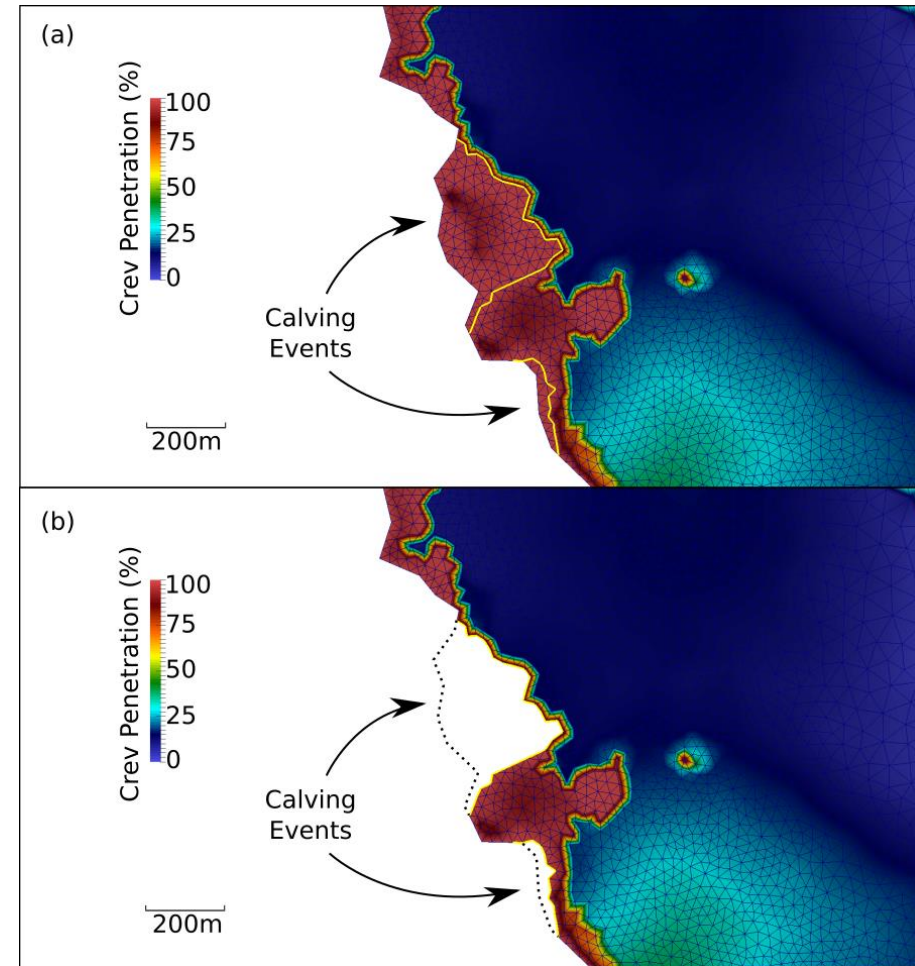 (a)
Crev Penetration (%)
100
75
50
25
0
Calving
Events
200m
(b)
Crev Penetration (%)
100
75
50
25
0
Calving
Events
200m